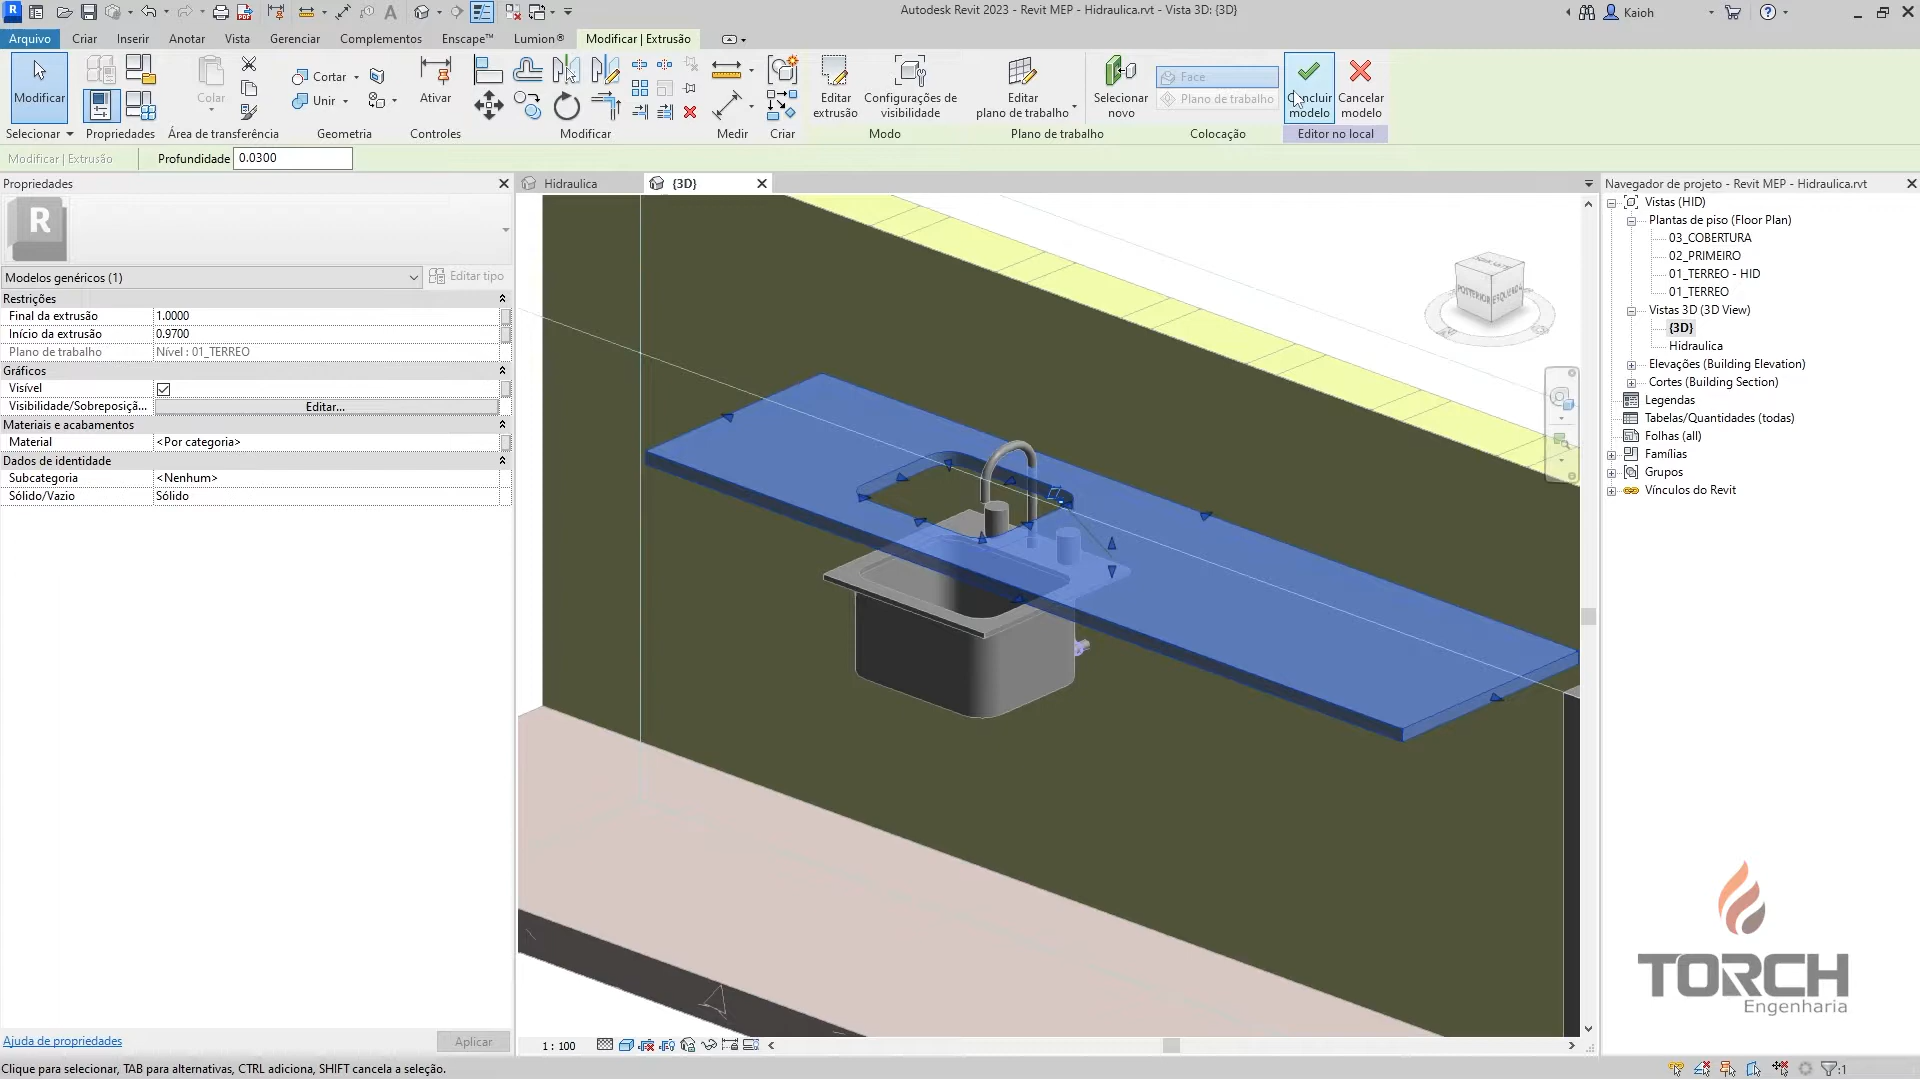 Autodesk Revit 2023 - Revit MEP - Hidraulica.rvt - Vista 3D: {3D}
Kaioh
Arquivo Criar Inserir Anotar Vista Gerenciar Complementos Enscape™ Lumion® Modificar | Extrusão
Modificar
Colar
Cortar
Unir
Ativar
Editar extrusão
Configurações de visibilidade
Editar plano de trabalho
Selecionar novo
Face
Plano de trabalho
Concluir modelo
Cancelar modelo
Selecionar Propriedades Área de transferência Geometria Controles Modificar Medir Criar Modo Plano de trabalho Colocação Editor no local
Modificar | Extrusão Profundidade 0.0300
Propriedades
Hidraulica
{3D}
Navegador de projeto - Revit MEP - Hidraulica.rvt
R
Modelos genéricos (1) Editar tipo
Restrições
Final da extrusão 1.0000
Início da extrusão 0.9700
Plano de trabalho Nível : 01_TERREO
Gráficos
Visível
Visibilidade/Sobreposiçã... Editar...
Materiais e acabamentos
Material <Por categoria>
Dados de identidade
Subcategoria <Nenhum>
Sólido/Vazio Sólido
POSTERIOR
ESQUERDA
Vistas (HID)
Plantas de piso (Floor Plan)
03_COBERTURA
02_PRIMEIRO
01_TERREO - HID
01_TERREO
Vistas 3D (3D View)
{3D}
Hidraulica
Elevações (Building Elevation)
Cortes (Building Section)
Legendas
Tabelas/Quantidades (todas)
Folhas (all)
Famílias
Grupos
Vínculos do Revit
TORCH
Engenharia
Ajuda de propriedades
Aplicar
1 : 100
Clique para selecionar, TAB para alternativas, CTRL adiciona, SHIFT cancela a seleção.
:1